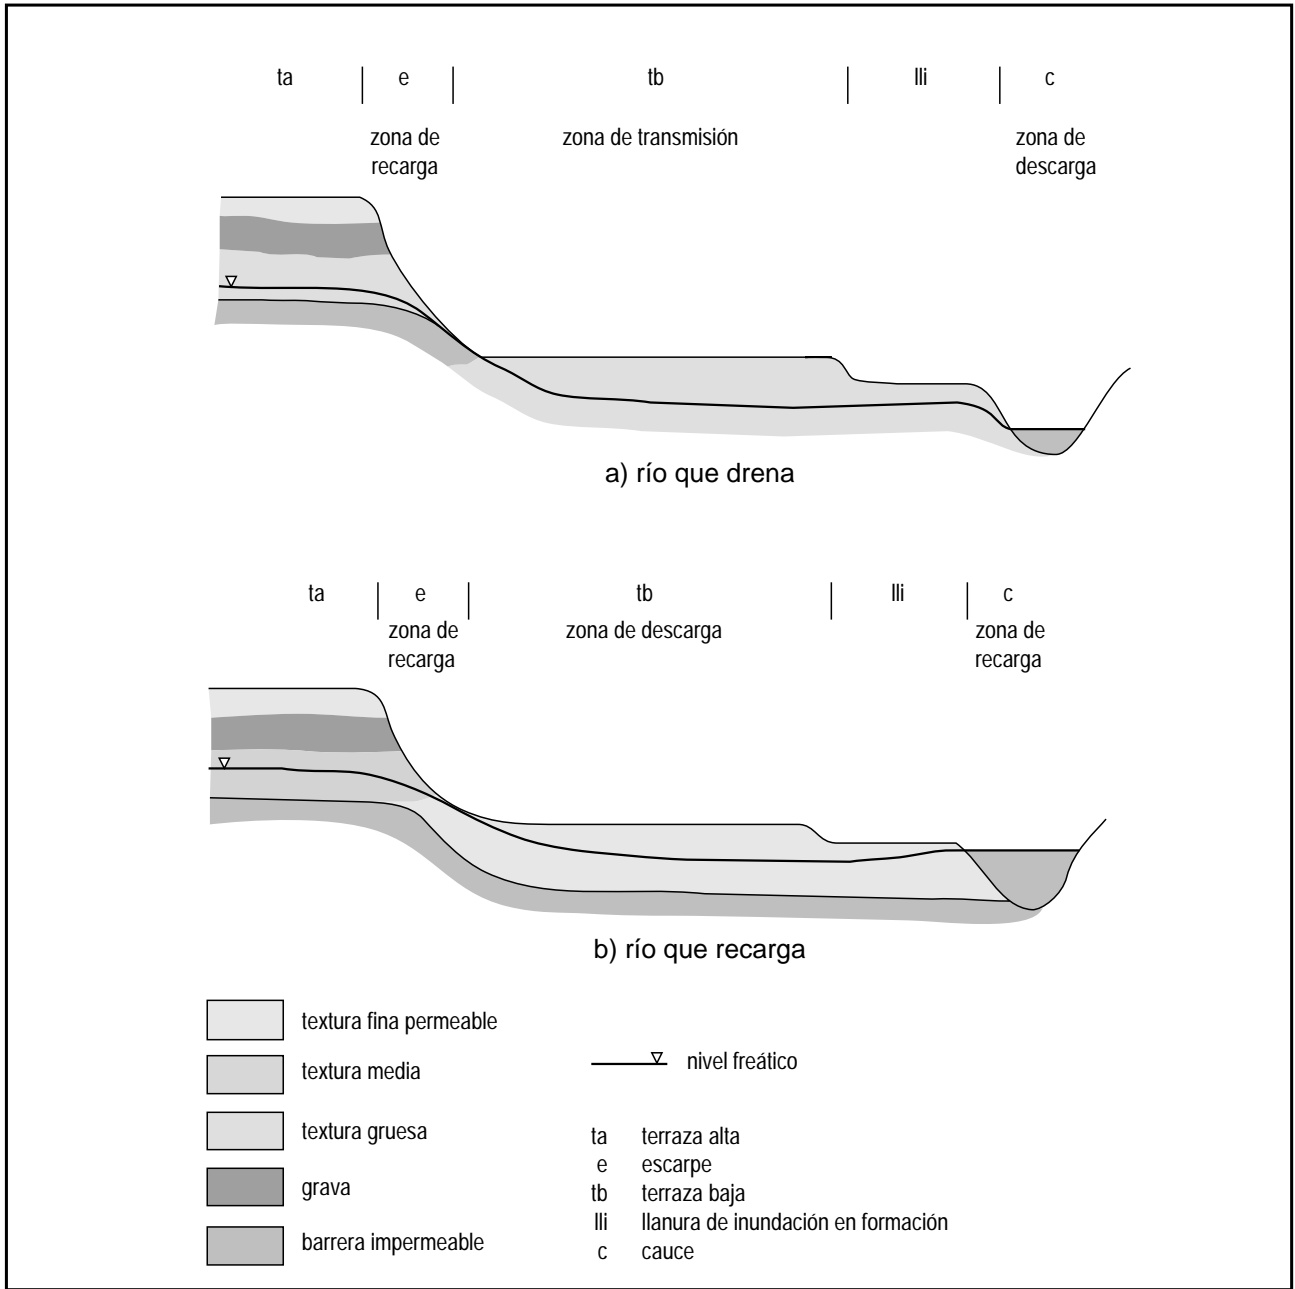 ta e tb lli c
zona de
recarga
zona de transmisión
zona de
descarga
a) río que drena
ta e tb lli c
zona de
recarga
zona de descarga
zona de
recarga
b) río que recarga
textura fina permeable
textura media
textura gruesa
grava
barrera impermeable
nivel freático
ta terraza alta
e escarpe
tb terraza baja
lli llanura de inundación en formación
c cauce